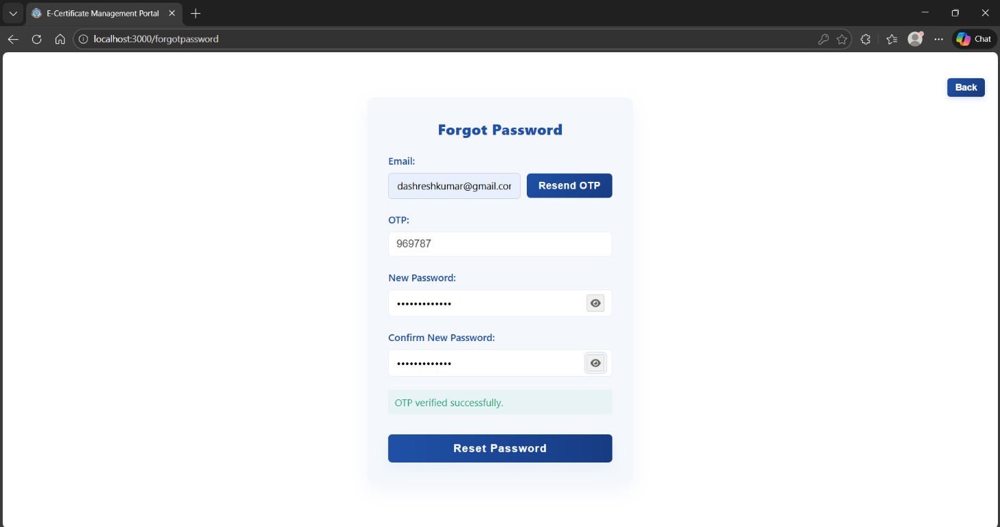 E-Certificate Management Portal
localhost:3000/forgotpassword
Chat
Back
Forgot Password
Email:
dashreshkumar@gmail.cor
Resend OTP
OTP:
969787
New Password:
•••••••••••••
Confirm New Password:
•••••••••••••
OTP verified successfully.
Reset Password